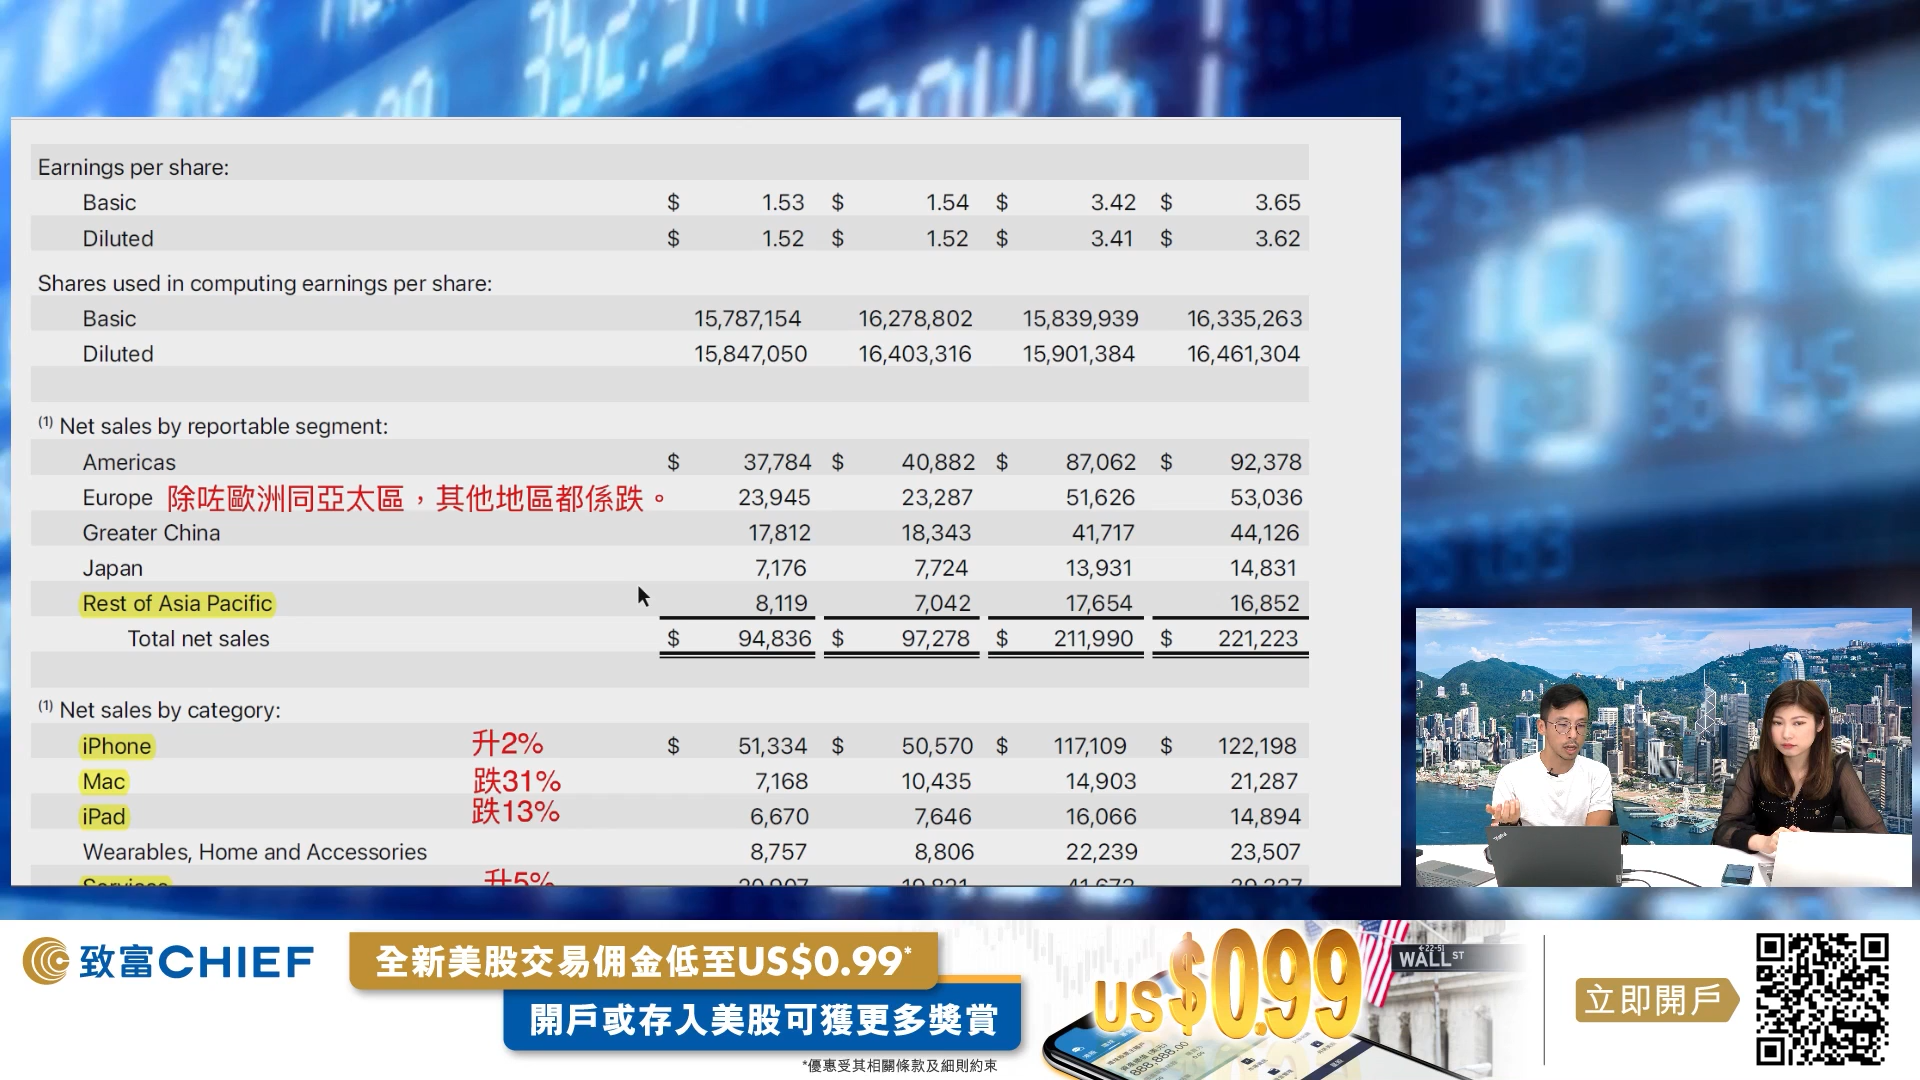 Earnings per share:
Basic $ 1.53 $ 1.54 $ 3.42 $ 3.65
Diluted $ 1.52 $ 1.52 $ 3.41 $ 3.62
Shares used in computing earnings per share:
Basic 15,787,154 16,278,802 15,839,939 16,335,263
Diluted 15,847,050 16,403,316 15,901,384 16,461,304
(1) Net sales by reportable segment:
Americas $ 37,784 $ 40,882 $ 87,062 $ 92,378
Europe 除咗歐洲同亞太區，其他地區都係跌。 23,945 23,287 51,626 53,036
Greater China 17,812 18,343 41,717 44,126
Japan 7,176 7,724 13,931 14,831
Rest of Asia Pacific 8,119 7,042 17,654 16,852
Total net sales $ 94,836 $ 97,278 $ 211,990 $ 221,223
(1) Net sales by category:
iPhone 升2% $ 51,334 $ 50,570 $ 117,109 $ 122,198
Mac 跌31% 7,168 10,435 14,903 21,287
iPad 跌13% 6,670 7,646 16,066 14,894
Wearables, Home and Accessories 8,757 8,806 22,239 23,507
Services 升5%
致富CHIEF
全新美股交易佣金低至US$0.99*
開戶或存入美股可獲更多獎賞
*優惠受其相關條款及細則約束
US$0.99
WALL ST
立即開戶